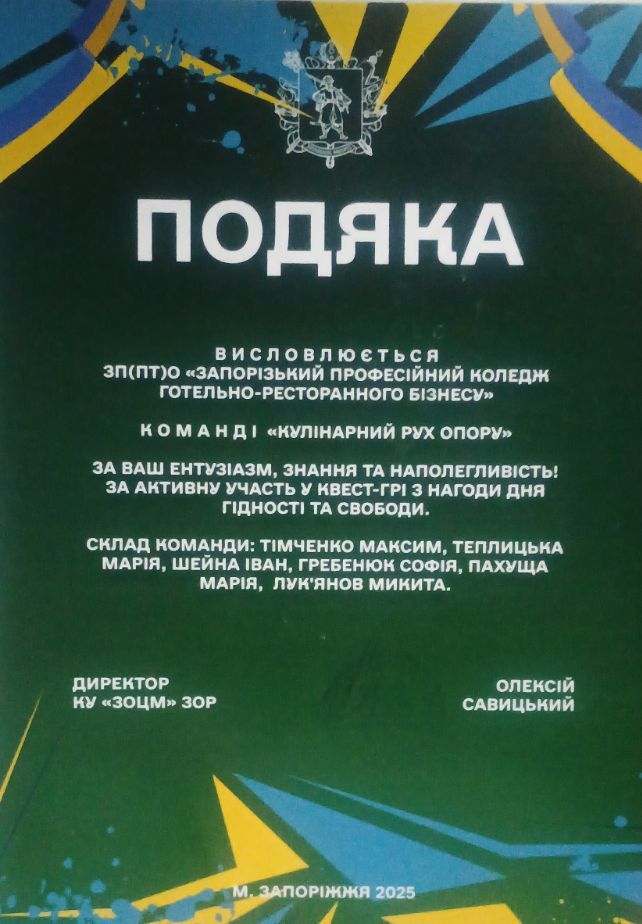 ПОДЯКА
ВИСЛОВЛЮЄТЬСЯ
ЗП(ПТ)О «ЗАПОРІЗЬКИЙ ПРОФЕСІЙНИЙ КОЛЕДЖ
ГОТЕЛЬНО-РЕСТОРАННОГО БІЗНЕСУ»
КОМАНДІ «КУЛІНАРНИЙ РУХ ОПОРУ»
ЗА ВАШ ЕНТУЗІАЗМ, ЗНАННЯ ТА НАПОЛЕГЛИВІСТЬ!
ЗА АКТИВНУ УЧАСТЬ У КВЕСТ-ГРІ З НАГОДИ ДНЯ
ГІДНОСТІ ТА СВОБОДИ.
СКЛАД КОМАНДИ: ТІМЧЕНКО МАКСИМ, ТЕПЛИЦЬКА
МАРІЯ, ШЕЙНА ІВАН, ГРЕБЕНЮК СОФІЯ, ПАХУЩА
МАРІЯ, ЛУК'ЯНОВ МИКИТА.
ДИРЕКТОР
КУ «ЗОЦМ» ЗОР
ОЛЕКСІЙ
САВИЦЬКИЙ
М. ЗАПОРІЖЖЯ 2025